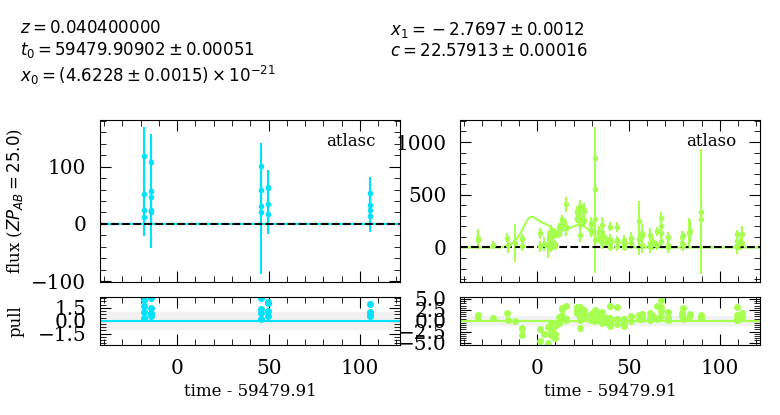 z = 0.040400000
t₀ = 59479.90902 ± 0.00051
x₀ = (4.6228 ± 0.0015) × 10⁻²¹
x₁ = −2.7697 ± 0.0012
c = 22.57913 ± 0.00016
atlasc
atlaso
flux (ZP_AB = 25.0)
100
0
−100
1000
500
0
pull
1.5
0.0
−1.5
5.0
2.5
0.0
−2.5
−5.0
0 50 100
0 50 100
time - 59479.91
time - 59479.91